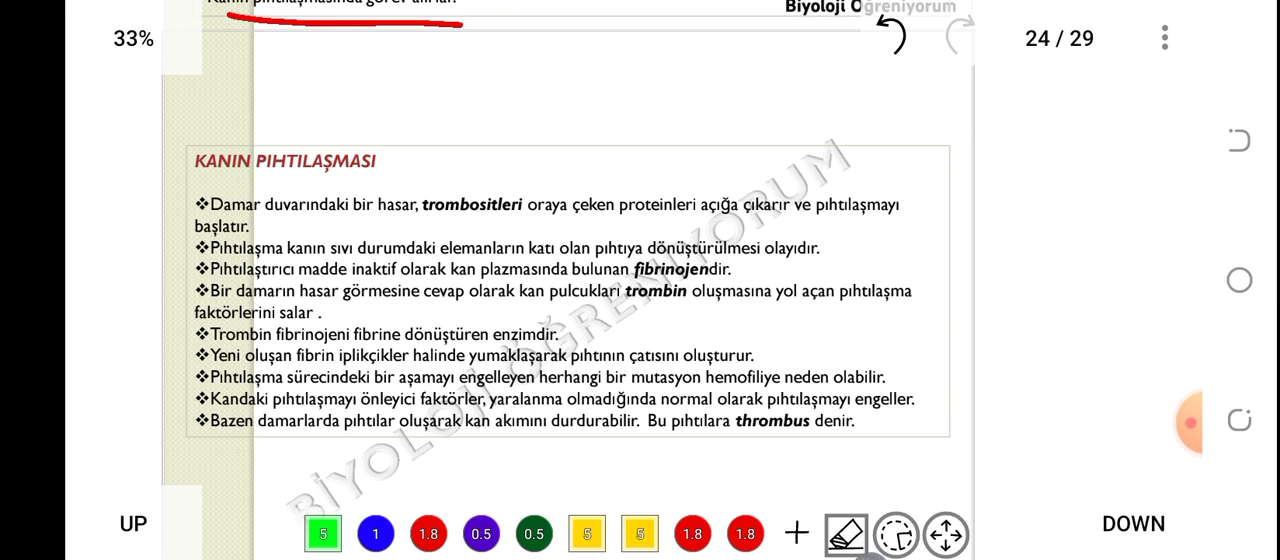 Kanın pıhtılaşmasında görev alırlar.
Biyoloji Öğreniyorum
33%
24 / 29
KANIN PIHTILAŞMASI
❖Damar duvarındaki bir hasar, trombositleri oraya çeken proteinleri açığa çıkarır ve pıhtılaşmayı
başlatır.
❖Pıhtılaşma kanın sıvı durumdaki elemanların katı olan pıhtıya dönüştürülmesi olayıdır.
❖Pıhtılaştırıcı madde inaktif olarak kan plazmasında bulunan fibrinojendir.
❖Bir damarın hasar görmesine cevap olarak kan pulcukları trombin oluşmasına yol açan pıhtılaşma
faktörlerini salar .
❖Trombin fibrinojeni fibrine dönüştüren enzimdir.
❖Yeni oluşan fibrin iplikçikler halinde yumaklaşarak pıhtının çatısını oluşturur.
❖Pıhtılaşma sürecindeki bir aşamayı engelleyen herhangi bir mutasyon hemofiliye neden olabilir.
❖Kandaki pıhtılaşmayı önleyici faktörler, yaralanma olmadığında normal olarak pıhtılaşmayı engeller.
❖Bazen damarlarda pıhtılar oluşarak kan akımını durdurabilir. Bu pıhtılara thrombus denir.
BİYOLOJİ ÖĞRENİYORUM
UP
5 1 1.8 0.5 0.5 5 5 1.8 1.8
DOWN